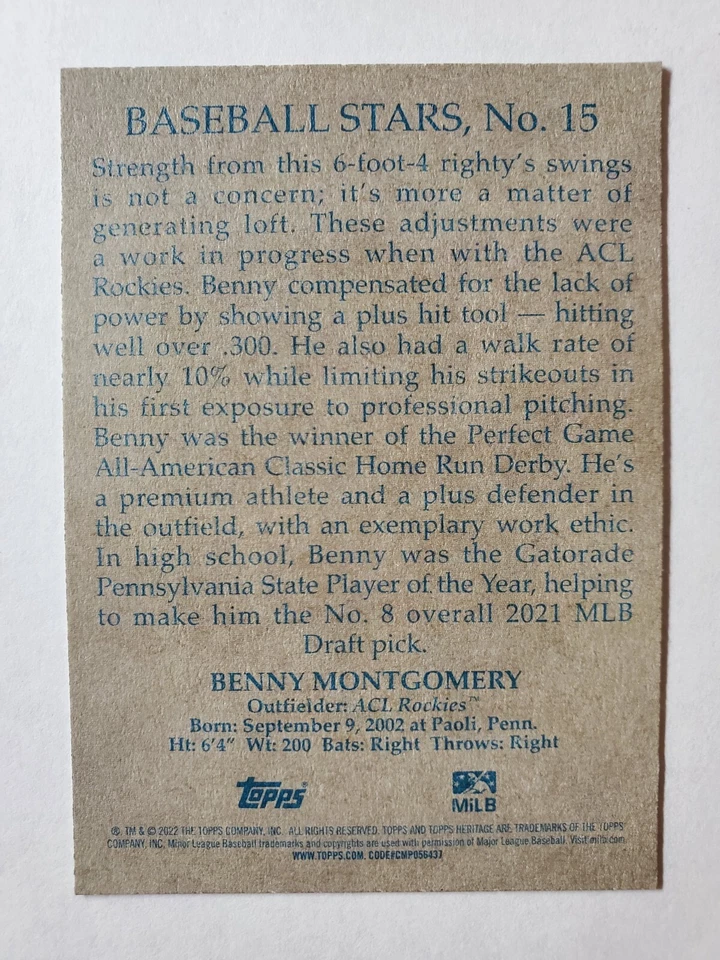 BASEBALL STARS, No. 15
Strength from this 6-foot-4 righty's swings
is not a concern; it's more a matter of
generating loft. These adjustments were
a work in progress when with the ACL
Rockies. Benny compensated for the lack of
power by showing a plus hit tool — hitting
well over .300. He also had a walk rate of
nearly 10% while limiting his strikeouts in
his first exposure to professional pitching.
Benny was the winner of the Perfect Game
All-American Classic Home Run Derby. He's
a premium athlete and a plus defender in
the outfield, with an exemplary work ethic.
In high school, Benny was the Gatorade
Pennsylvania State Player of the Year, helping
to make him the No. 8 overall 2021 MLB
Draft pick.
BENNY MONTGOMERY
Outfielder: ACL Rockies™
Born: September 9, 2002 at Paoli, Penn.
Ht: 6'4" Wt: 200 Bats: Right Throws: Right
topps
MiLB
®, TM & © 2022 THE TOPPS COMPANY, INC. ALL RIGHTS RESERVED. TOPPS AND TOPPS HERITAGE ARE TRADEMARKS OF THE TOPPS
COMPANY, INC. Major League Baseball trademarks and copyrights are used with permission of Major League Baseball. Visit milb.com
WWW.TOPPS.COM. CODE#CMP056437